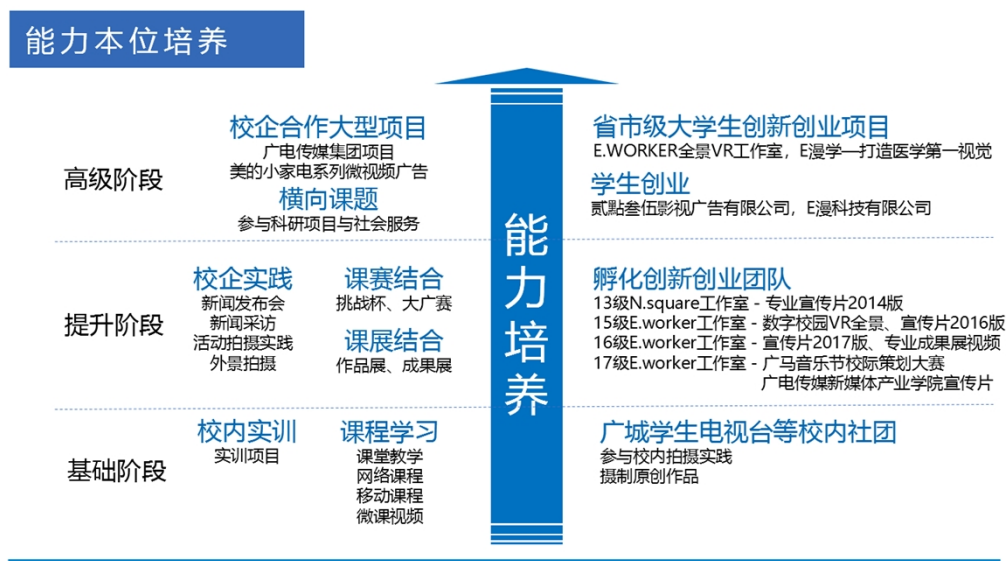 能力本位培养
高级阶段
校企合作大型项目
广电传媒集团项目
美的小家电系列微视频广告
横向课题
参与科研项目与社会服务
省市级大学生创新创业项目
E.WORKER全景VR工作室，E漫学—打造医学第一视觉
学生创业
贰點叁伍影视广告有限公司，E漫科技有限公司
能力培养
提升阶段
校企实践
新闻发布会
新闻采访
活动拍摄实践
外景拍摄
课赛结合
挑战杯、大广赛
课展结合
作品展、成果展
孵化创新创业团队
13级N.square工作室 - 专业宣传片2014版
15级E.worker工作室 - 数字校园VR全景、宣传片2016版
16级E.worker工作室 - 宣传片2017版、专业成果展视频
17级E.worker工作室 - 广马音乐节校际策划大赛
广电传媒新媒体产业学院宣传片
基础阶段
校内实训
实训项目
课程学习
课堂教学
网络课程
移动课程
微课视频
广城学生电视台等校内社团
参与校内拍摄实践
摄制原创作品